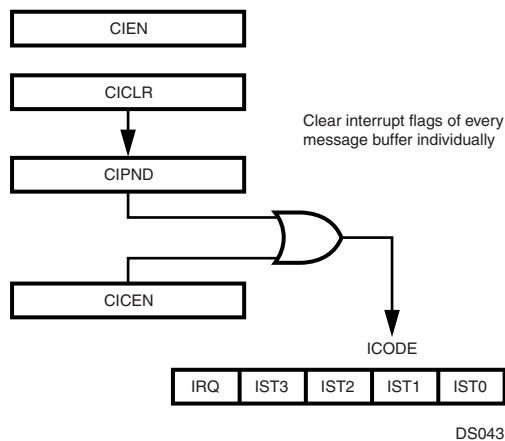 CIEN
CICLR
Clear interrupt flags of every
message buffer individually
CIPND
CICEN
ICODE
IRQ IST3 IST2 IST1 IST0
DS043